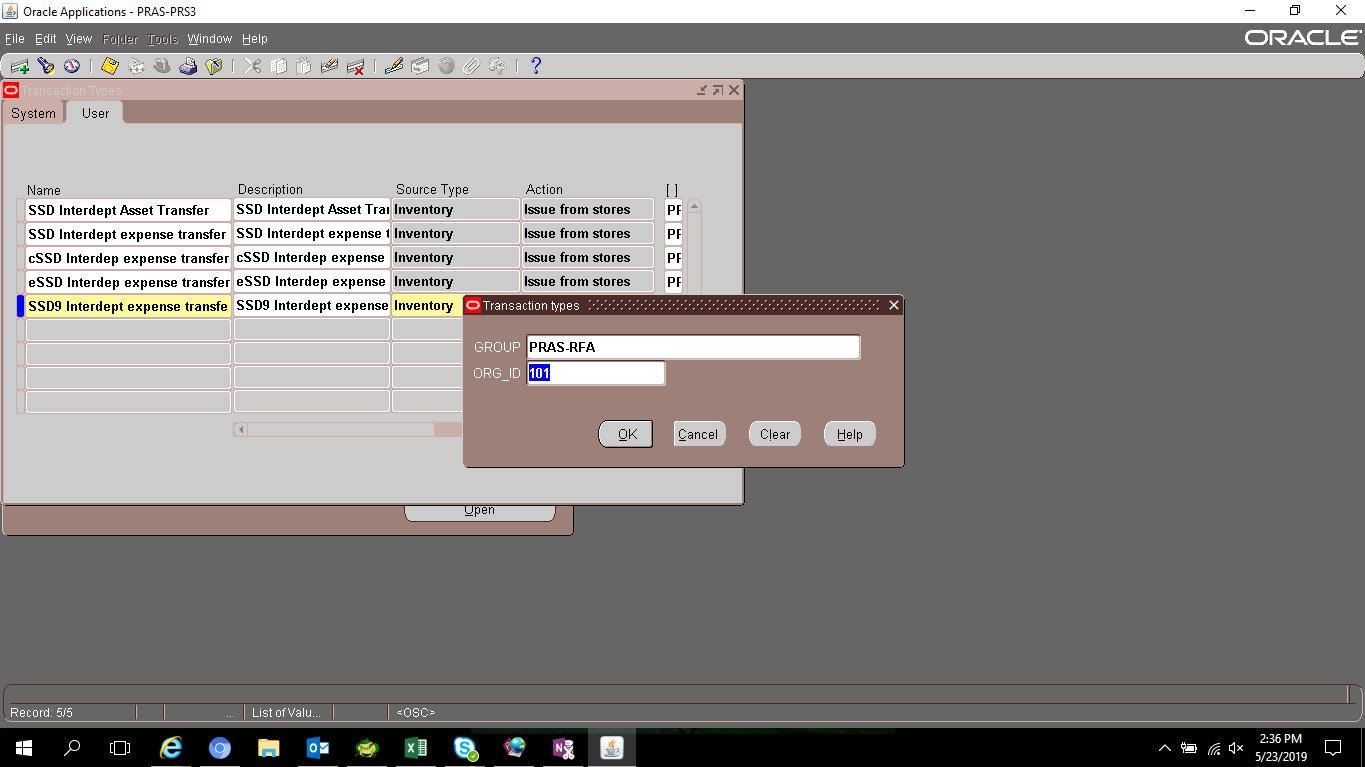 Oracle Applications - PRAS-PRS3
File Edit View Folder Tools Window Help
ORACLE
Transaction Types
System User
Name Description Source Type Action [ ]
SSD Interdept Asset Transfer SSD Interdept Asset Tra Inventory Issue from stores
SSD Interdept expense transfer SSD Interdept expense t Inventory Issue from stores
cSSD Interdep expense transfer cSSD Interdep expense Inventory Issue from stores
eSSD Interdep expense transfer eSSD Interdep expense Inventory Issue from stores
SSD9 Interdept expense transfe SSD9 Interdept expense Inventory
Transaction types
GROUP PRAS-RFA
ORG_ID 101
OK Cancel Clear Help
Open
Record: 5/5 ... List of Valu... <OSC>
2:36 PM
5/23/2019